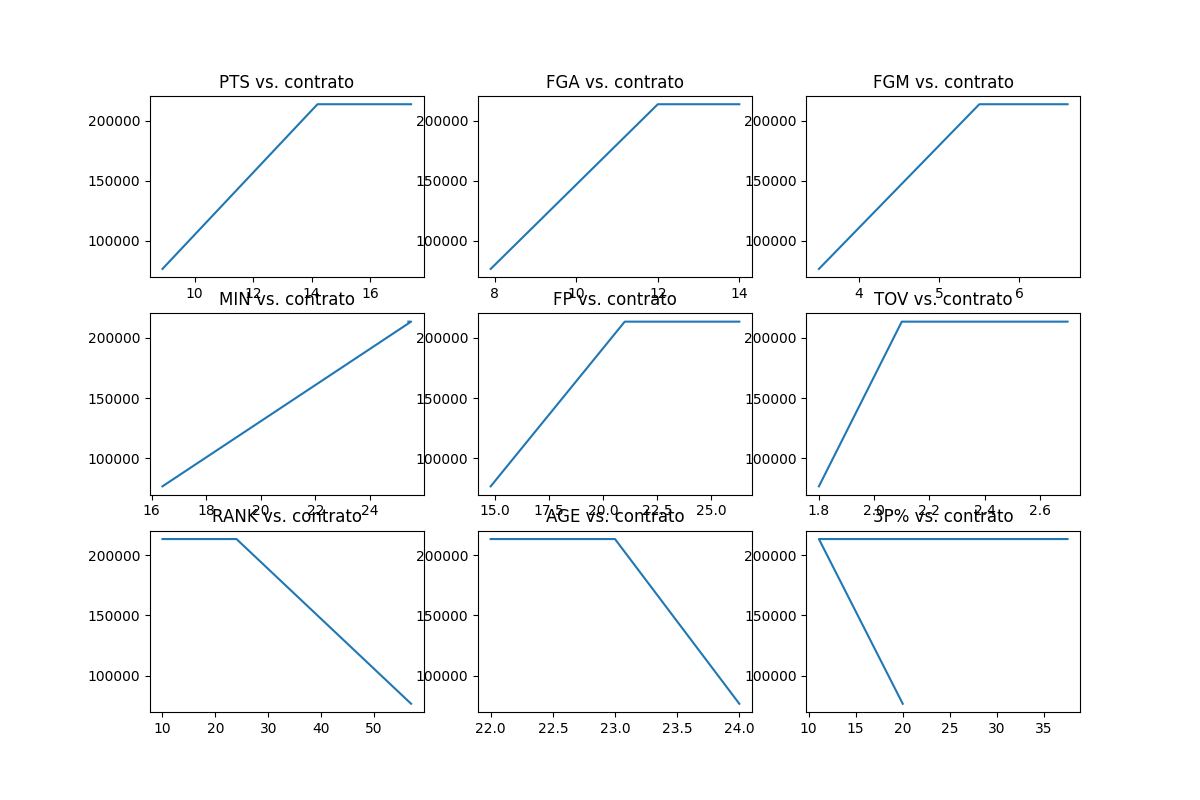 PTS vs. contrato
FGA vs. contrato
FGM vs. contrato
200000
150000
100000
10 12 14 16
200000
150000
100000
8 10 12 14
200000
150000
100000
4 5 6
MIN vs. contrato
FP vs. contrato
TOV vs. contrato
200000
150000
100000
16 18 20 22 24
200000
150000
100000
15.0 17.5 20.0 22.5 25.0
200000
150000
100000
1.8 2.0 2.2 2.4 2.6
RANK vs. contrato
AGE vs. contrato
3P% vs. contrato
200000
150000
100000
10 20 30 40 50
200000
150000
100000
22.0 22.5 23.0 23.5 24.0
200000
150000
100000
10 15 20 25 30 35